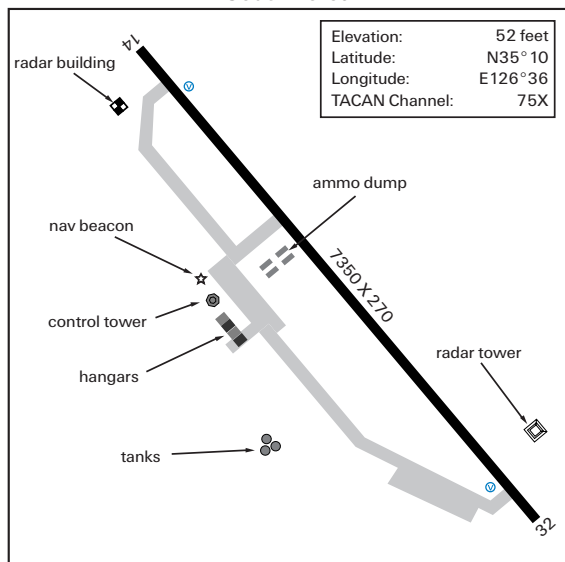 14
radar building
Elevation: 52 feet
Latitude: N35°10
Longitude: E126°36
TACAN Channel: 75X
ammo dump
nav beacon
7350 X 270
control tower
radar tower
hangars
tanks
V
V
32